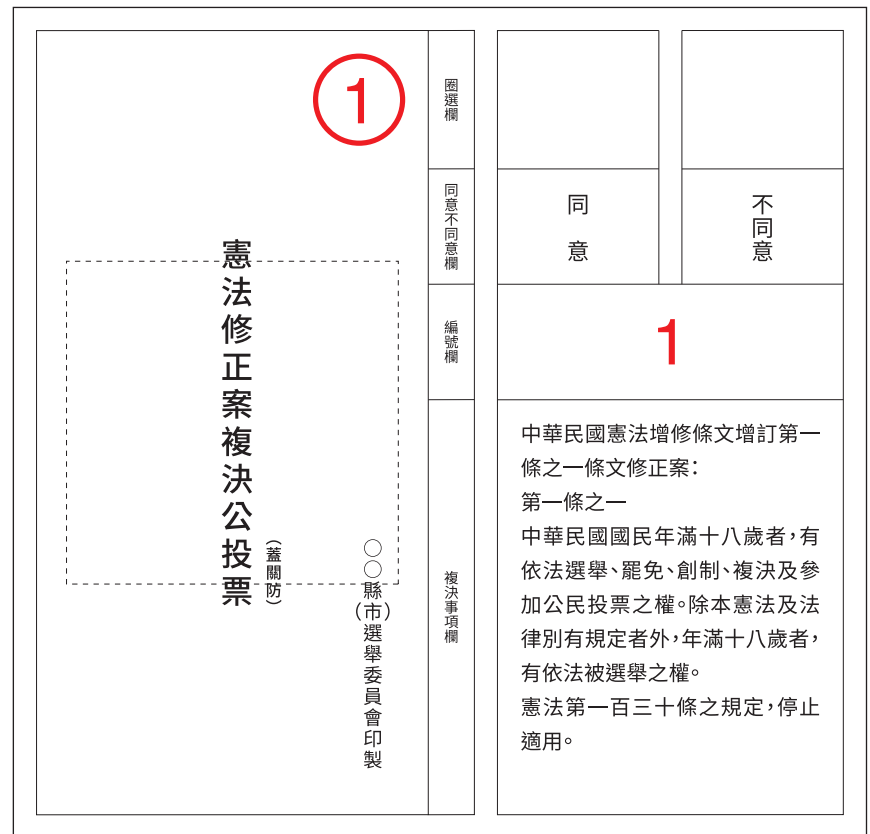 1
憲法修正案複決公投票
(蓋關防)
○○縣(市)選舉委員會印製
圈選欄
同意不同意欄
編號欄
複決事項欄
同意
不同意
1
中華民國憲法增修條文增訂第一
條之一條文修正案：
第一條之一
中華民國國民年滿十八歲者，有
依法選舉、罷免、創制、複決及參
加公民投票之權。除本憲法及法
律別有規定者外，年滿十八歲者，
有依法被選舉之權。
憲法第一百三十條之規定，停止
適用。